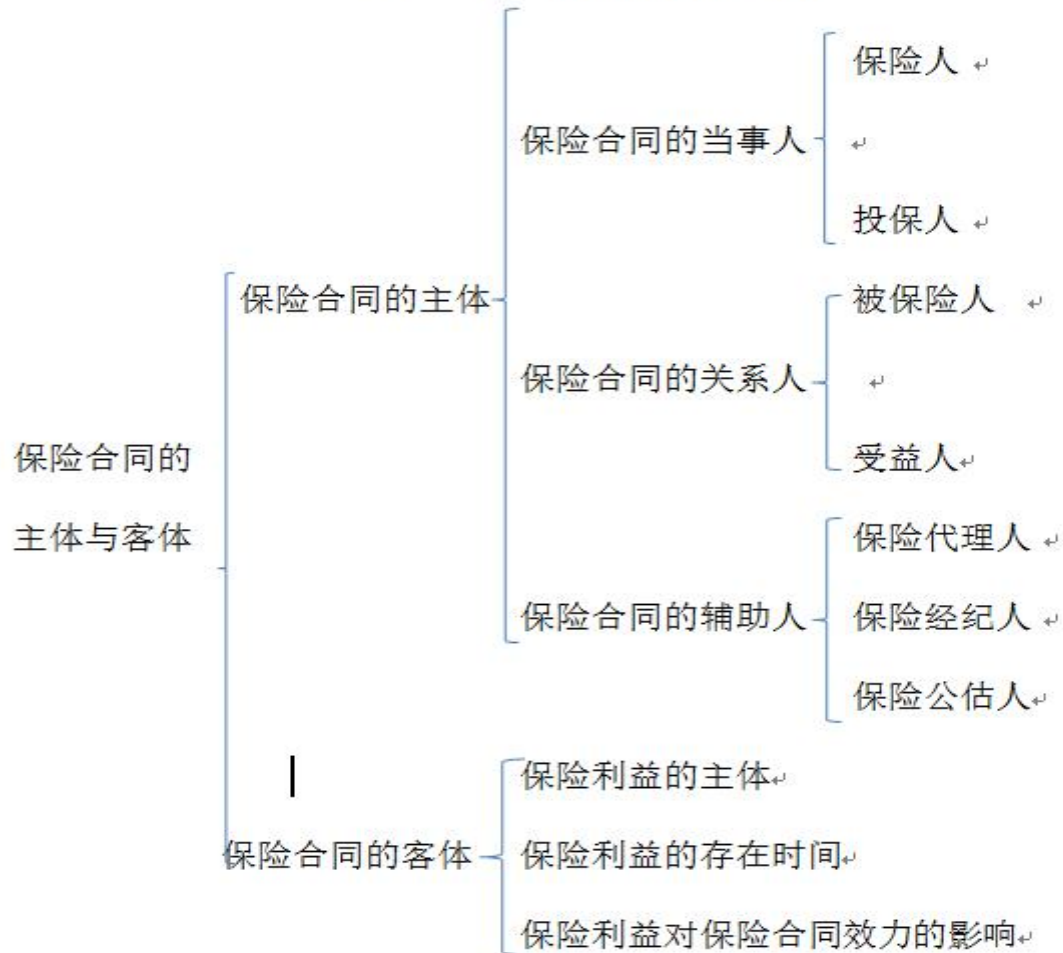 保险人
保险合同的当事人
投保人
保险合同的主体
被保险人
保险合同的关系人
受益人
保险合同的
主体与客体
保险代理人
保险合同的辅助人
保险经纪人
保险公估人
保险利益的主体
保险合同的客体
保险利益的存在时间
保险利益对保险合同效力的影响